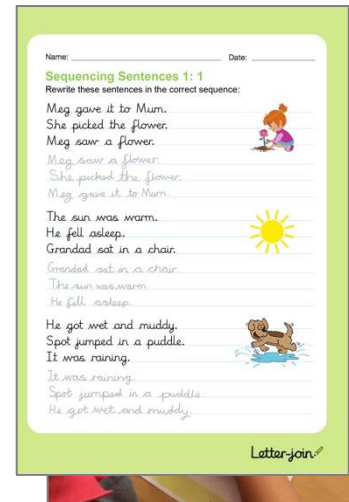 Name: Date:
Sequencing Sentences 1: 1
Rewrite these sentences in the correct sequence:
Meg gave it to Mum.
She picked the flower.
Meg saw a flower.
Meg saw a flower
She picked the flower.
Meg gave it to Mum.
The sun was warm.
He fell asleep.
Grandad sat in a chair.
Grandad sat in a chair.
The sun was warm
He fell asleep.
He got wet and muddy.
Spot jumped in a puddle.
It was raining.
It was raining.
Spot jumped in a puddle.
He got wet and muddy.
Letter-join